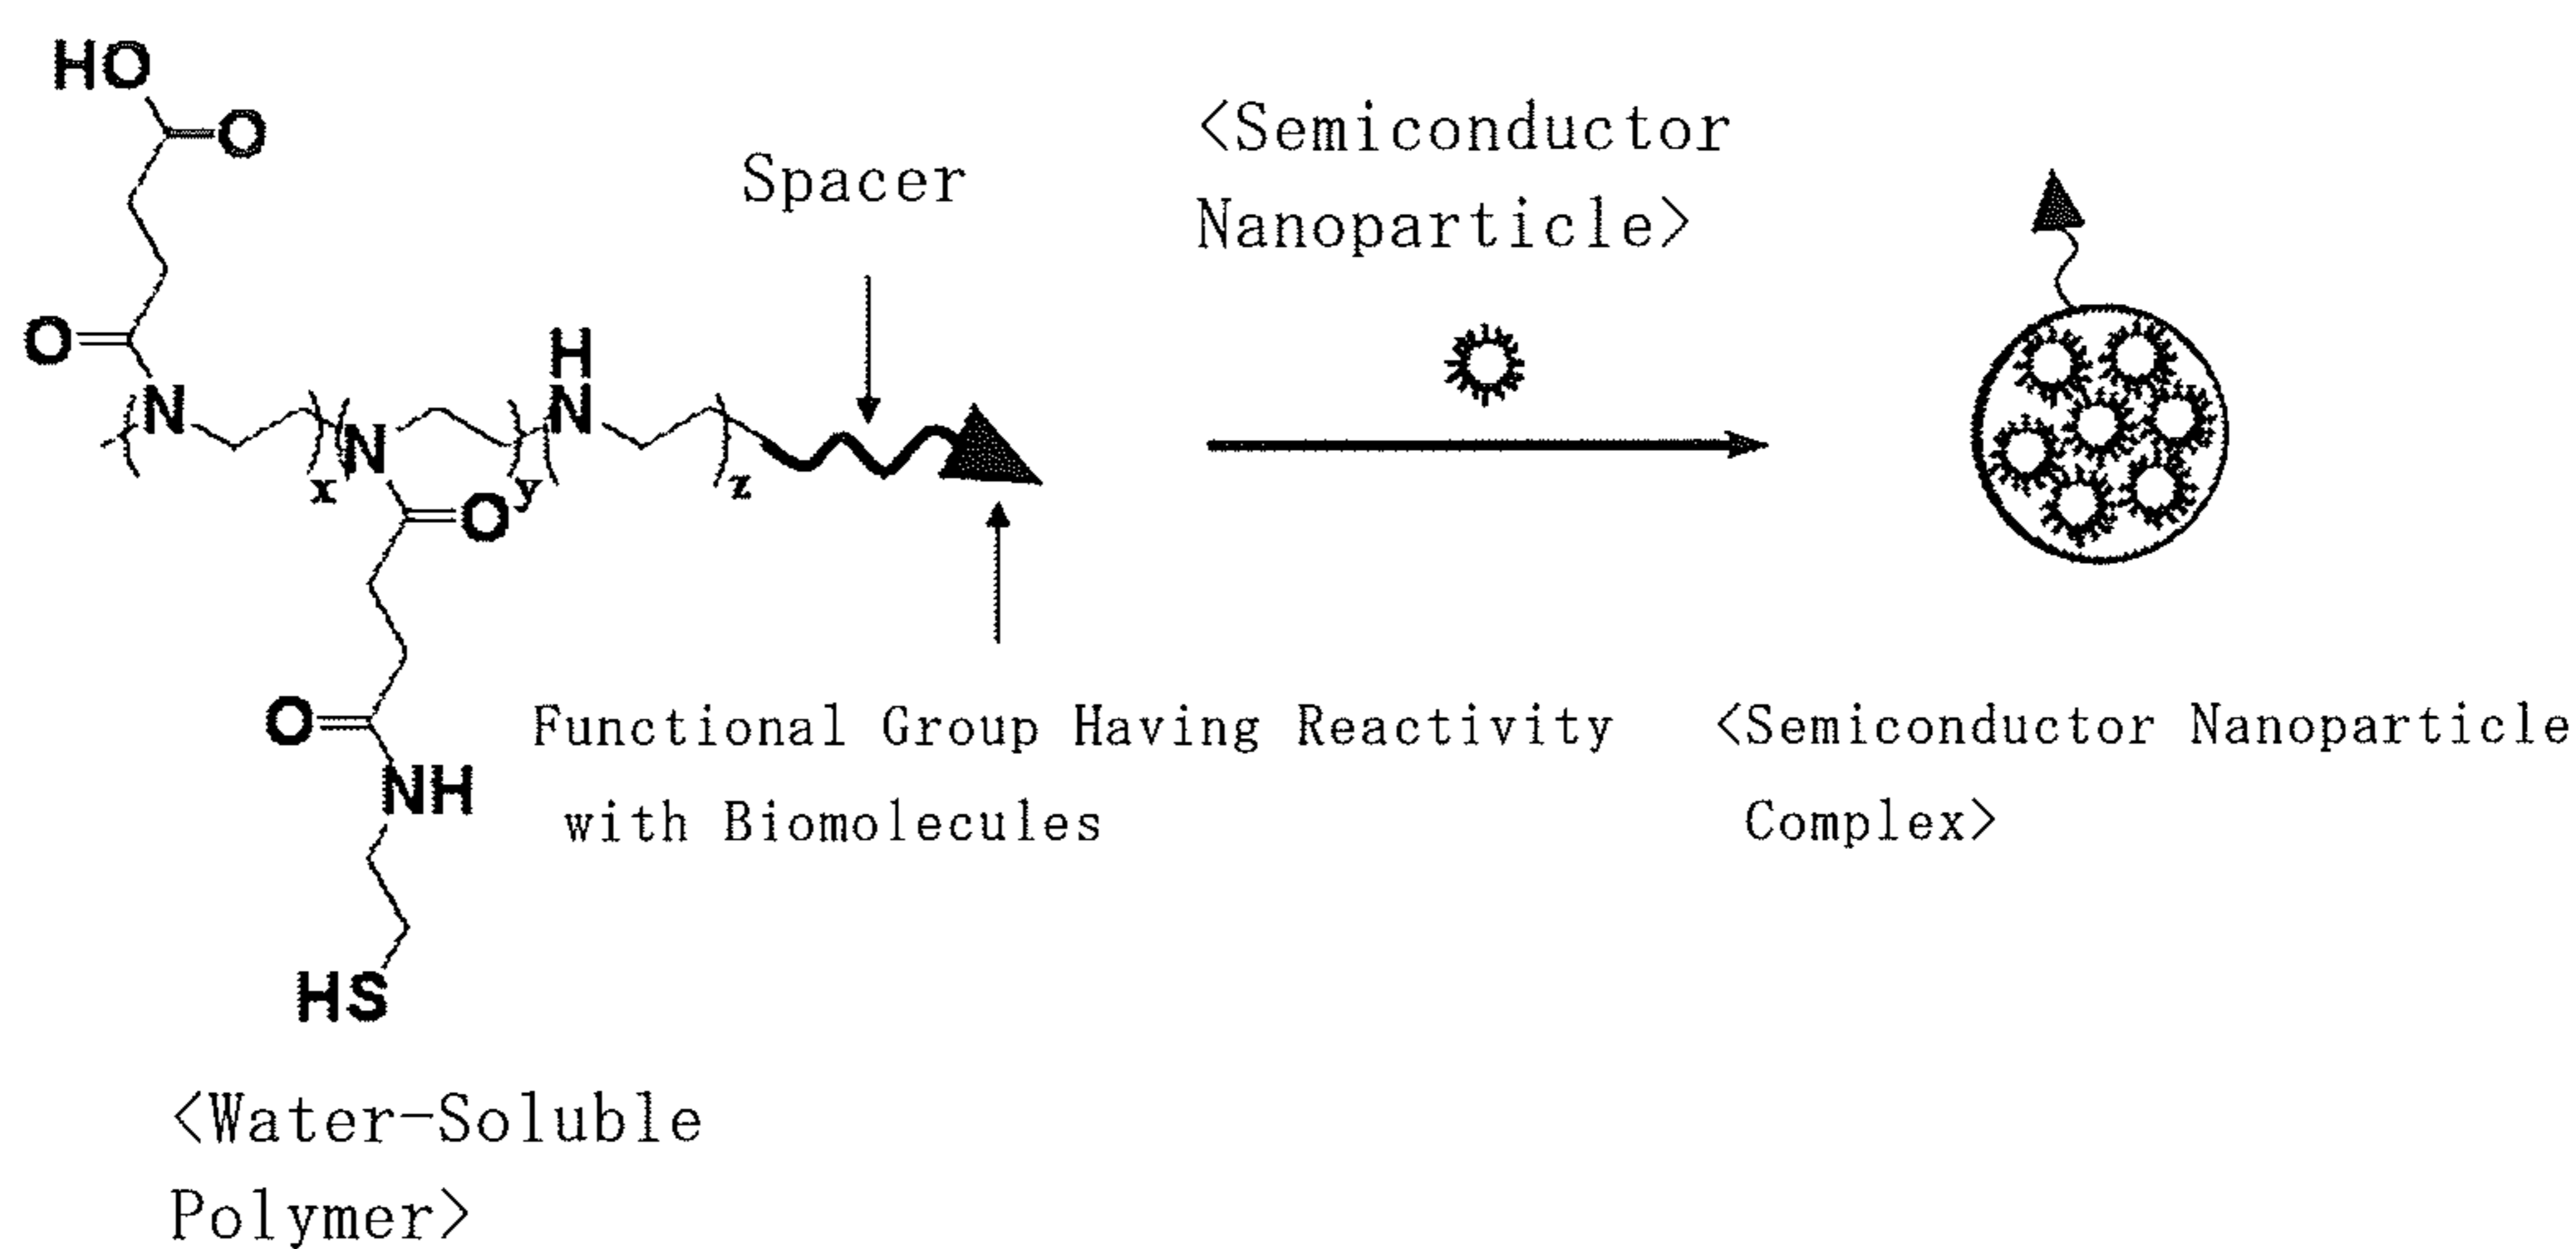 HO
O
Spacer
<Semiconductor
Nanoparticle>
O
H
N
N
N
x
y
z
O
O
NH
Functional Group Having Reactivity
with Biomolecules
<Semiconductor Nanoparticle
Complex>
HS
<Water-Soluble
Polymer>